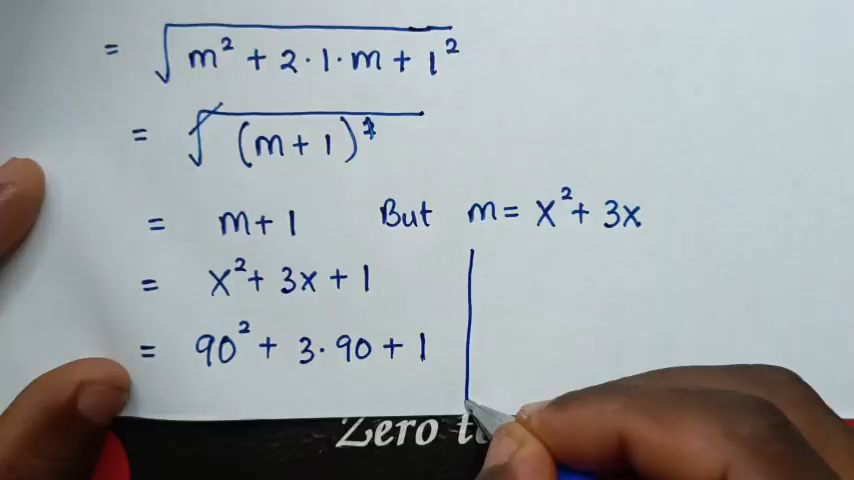 = √(m² + 2·1·m + 1²)
= √(m+1)²
= m+1 But m = x² + 3x
= x² + 3x + 1
= 90² + 3·90 + 1
Zero t